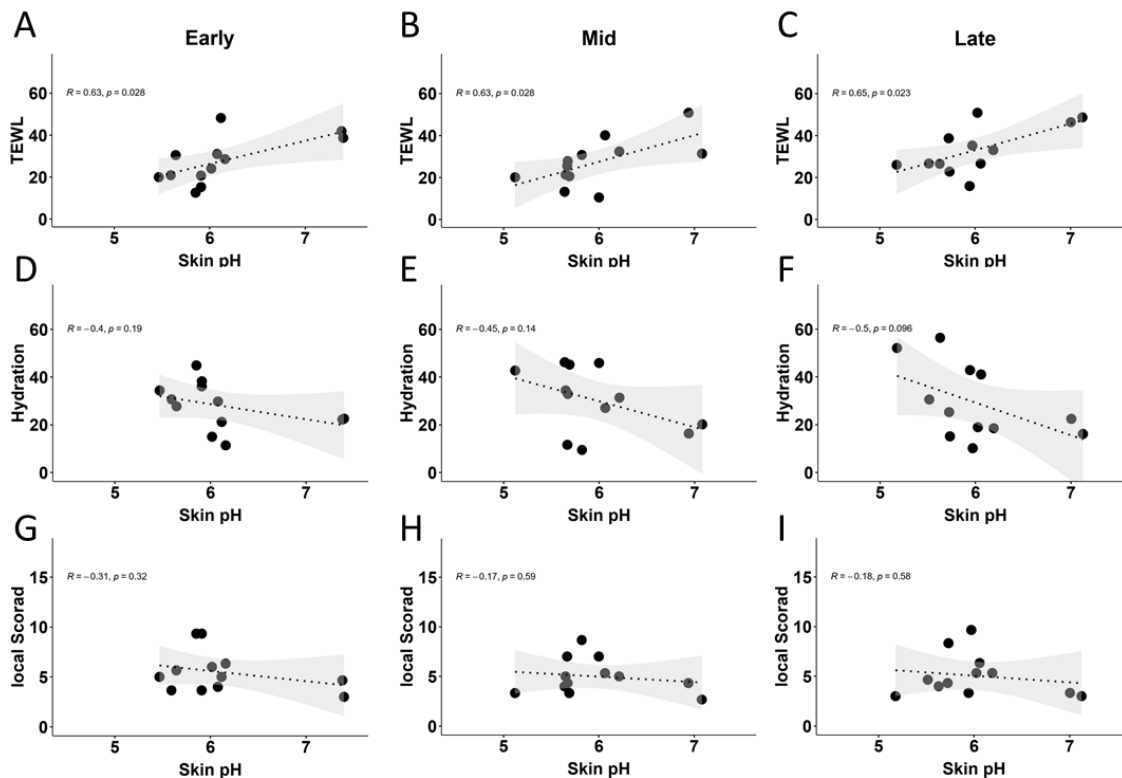 A
Early
B
Mid
C
Late
R = 0.63, p = 0.028
R = 0.63, p = 0.028
R = 0.65, p = 0.023
TEWL
60
40
20
0
5 6 7
Skin pH
TEWL
60
40
20
0
5 6 7
Skin pH
TEWL
60
40
20
0
5 6 7
Skin pH
D
E
F
R = −0.4, p = 0.19
R = −0.45, p = 0.14
R = −0.5, p = 0.096
Hydration
60
40
20
0
5 6 7
Skin pH
Hydration
60
40
20
0
5 6 7
Skin pH
Hydration
60
40
20
0
5 6 7
Skin pH
G
H
I
R = −0.31, p = 0.32
R = −0.17, p = 0.59
R = −0.18, p = 0.58
local Scorad
15
10
5
0
5 6 7
Skin pH
local Scorad
15
10
5
0
5 6 7
Skin pH
local Scorad
15
10
5
0
5 6 7
Skin pH